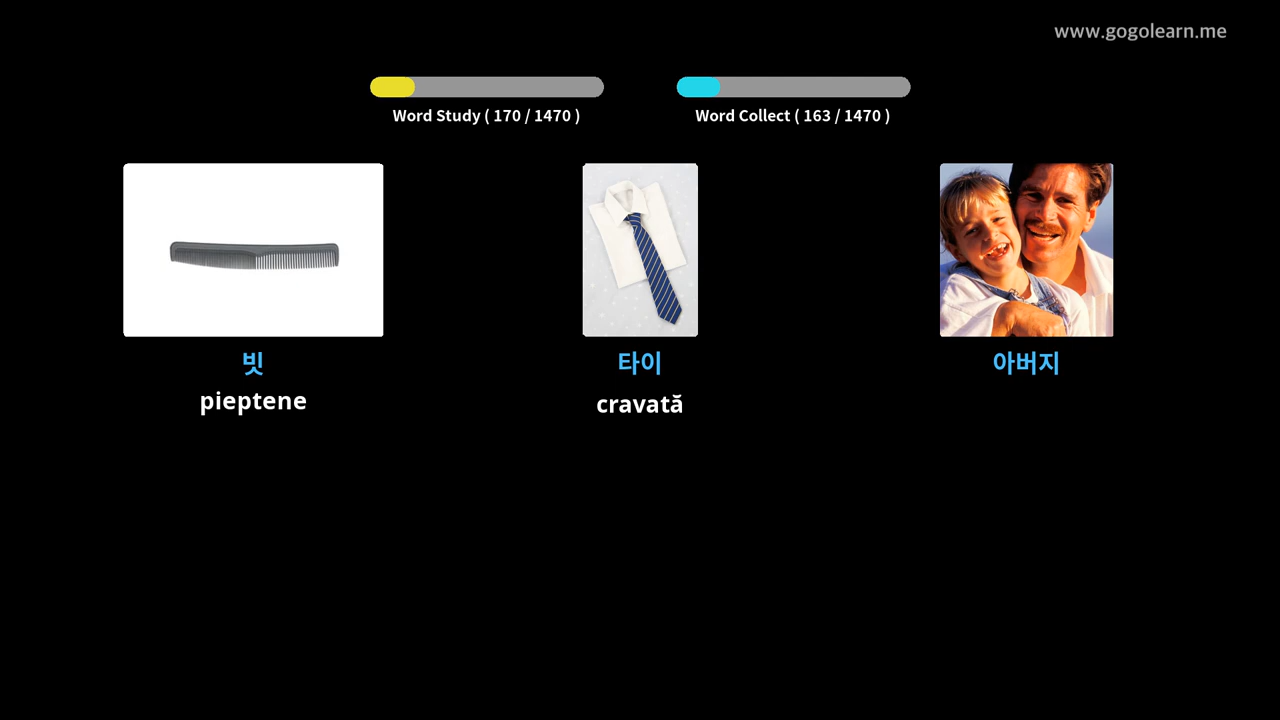 www.gogolearn.me
Word Study ( 170 / 1470 )
Word Collect ( 163 / 1470 )
빗
타이
아버지
pieptene
cravată